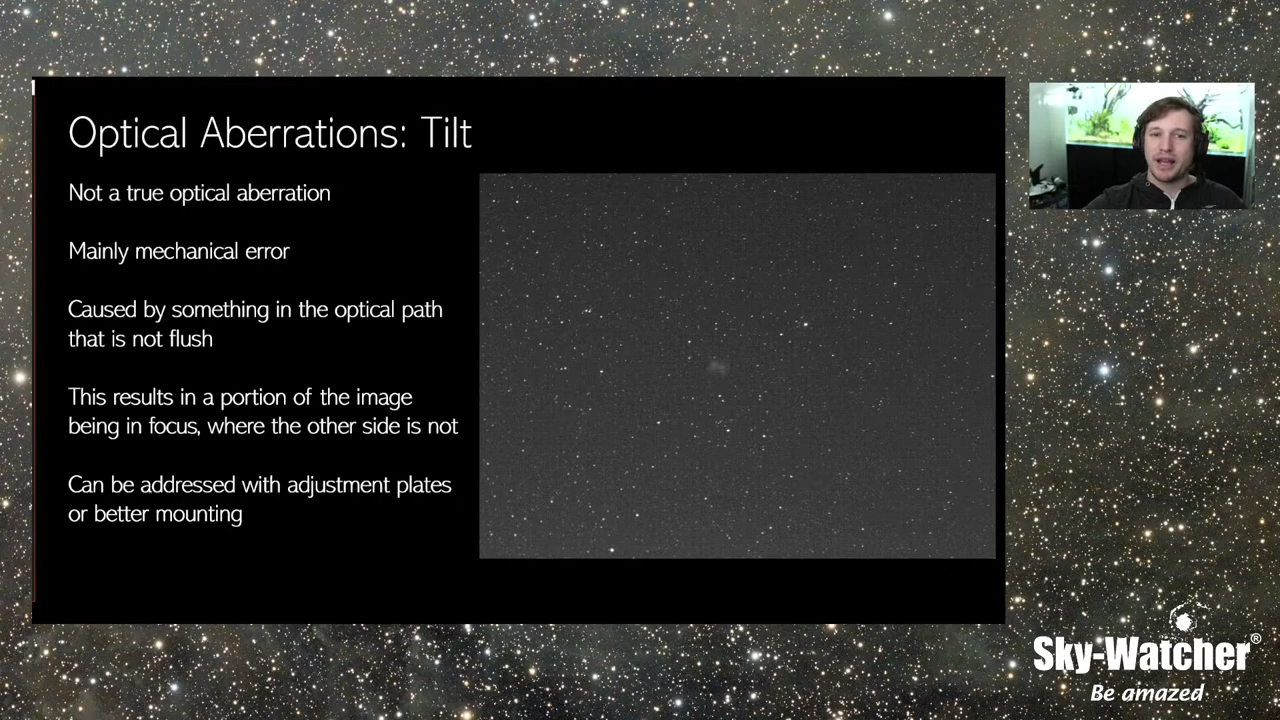 Optical Aberrations: Tilt
Not a true optical aberration
Mainly mechanical error
Caused by something in the optical path
that is not flush
This results in a portion of the image
being in focus, where the other side is not
Can be addressed with adjustment plates
or better mounting
Sky-Watcher®
Be amazed